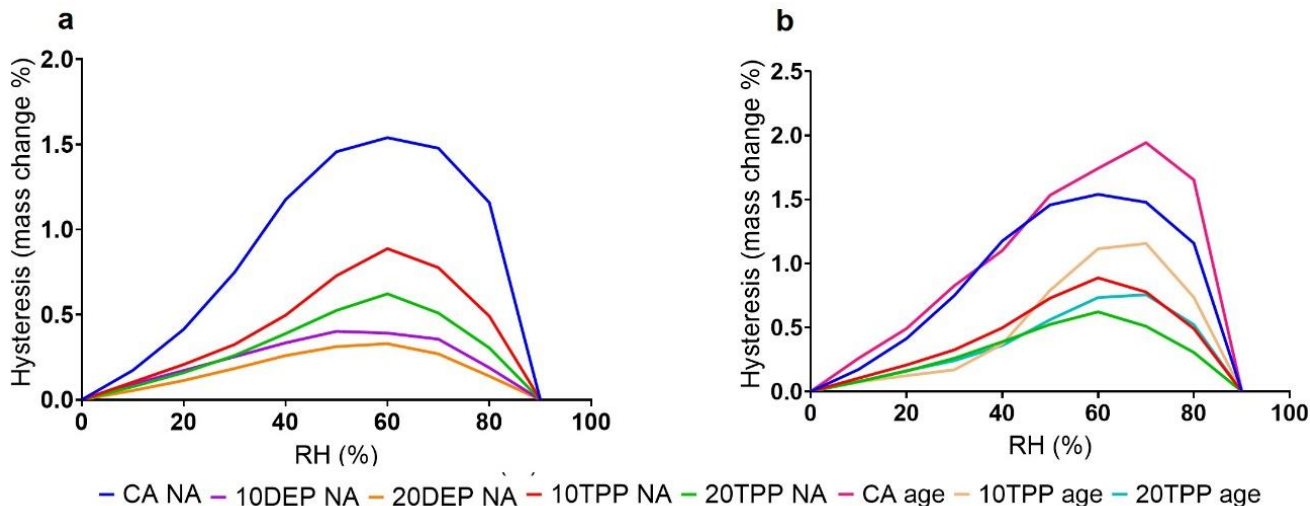 a
b
2.0
1.5
1.0
0.5
0.0
Hysteresis (mass change %)
0 20 40 60 80 100
RH (%)
2.5
2.0
1.5
1.0
0.5
0.0
Hysteresis (mass change %)
0 20 40 60 80 100
RH (%)
CA NA 10DEP NA 20DEP NA 10TPP NA 20TPP NA CA age 10TPP age 20TPP age